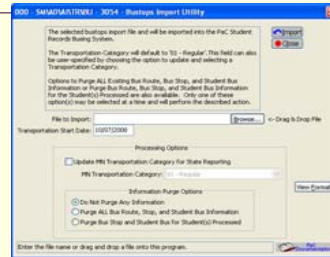 The selected bustops import file and will be imported into the PaC Student
Records Busing System.
The Transportation Category will default to '01 - Regular'. This field can also
be user-specified by choosing the option to update and selecting a
Transportation Category.
Options to Purge ALL Existing Bus Route, Bus Stop, and Student Bus
Information or Purge Bus Route, Bus Stop, and Student Bus Information
for the Student(s) Processed are also available. Only one of these
option(s) may be selected at a time and will perform the described action.
Import
Close
File to Import:
Browse...
<- Drag & Drop File
Transportation Start Date: 10/07/2008
Processing Options
Update MN Transportation Category for State Reporting
MN Transportation Category: '01 - Regular
Information Purge Options
Do Not Purge Any Information
Purge ALL Bus Route, Stop, and Student Bus Information
Purge Bus Stop and Student Bus for Student(s) Processed
View Format
Enter the file name or drag and drop a file onto this program.